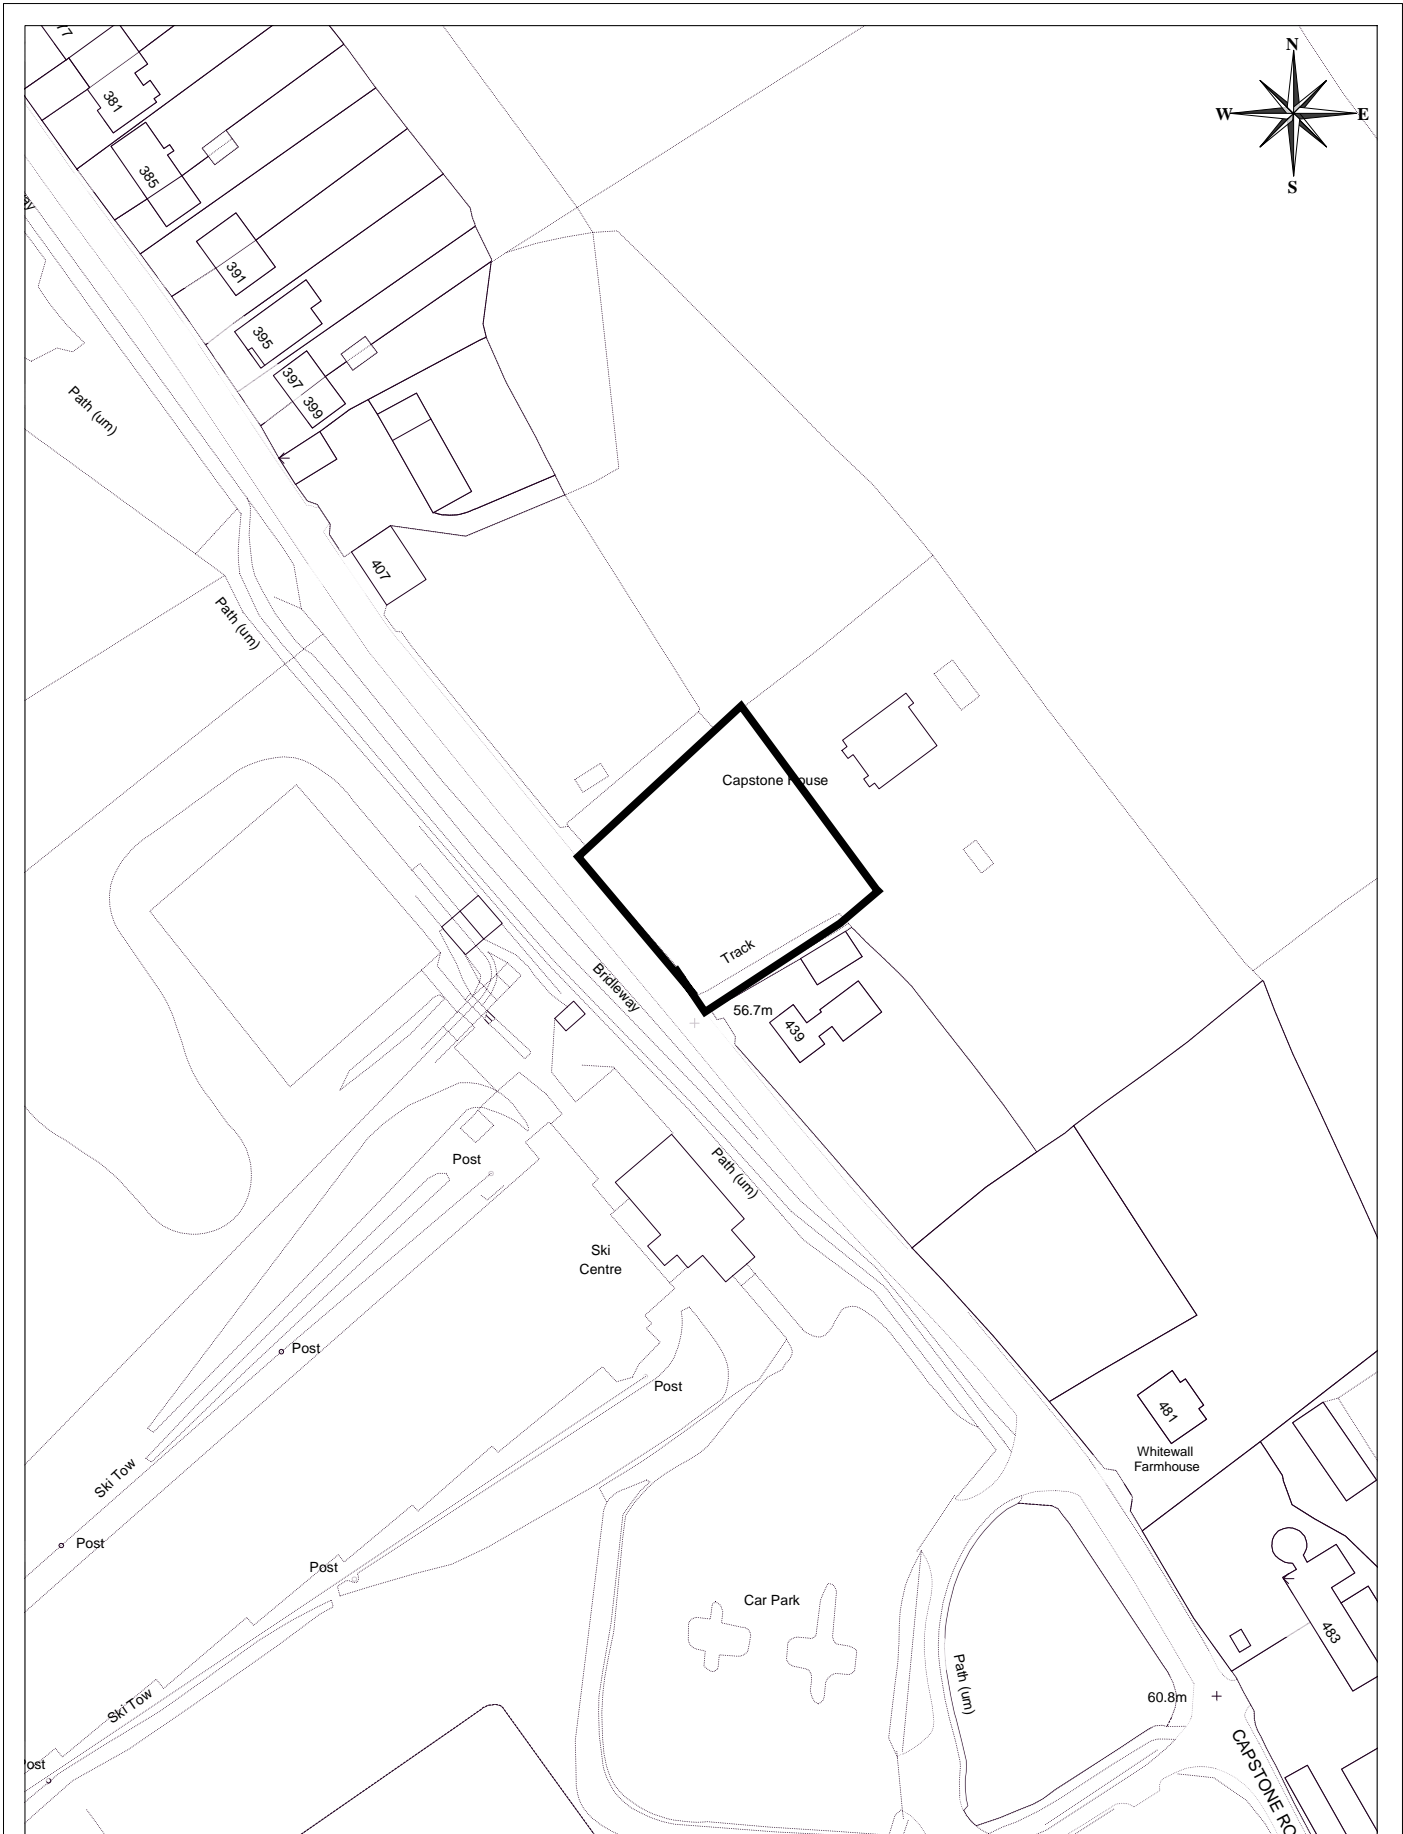 N
W E
S
381
385
391
395
397
399
407
Path (um)
Path (um)
Capstone House
Track
Bridleway
56.7m
439
Path (um)
Post
Ski
Centre
Post
Post
Ski Tow
Post
Post
481
Whitewall
Farmhouse
Car Park
483
Path (um)
60.8m
Ski Tow
CAPSTONE RO